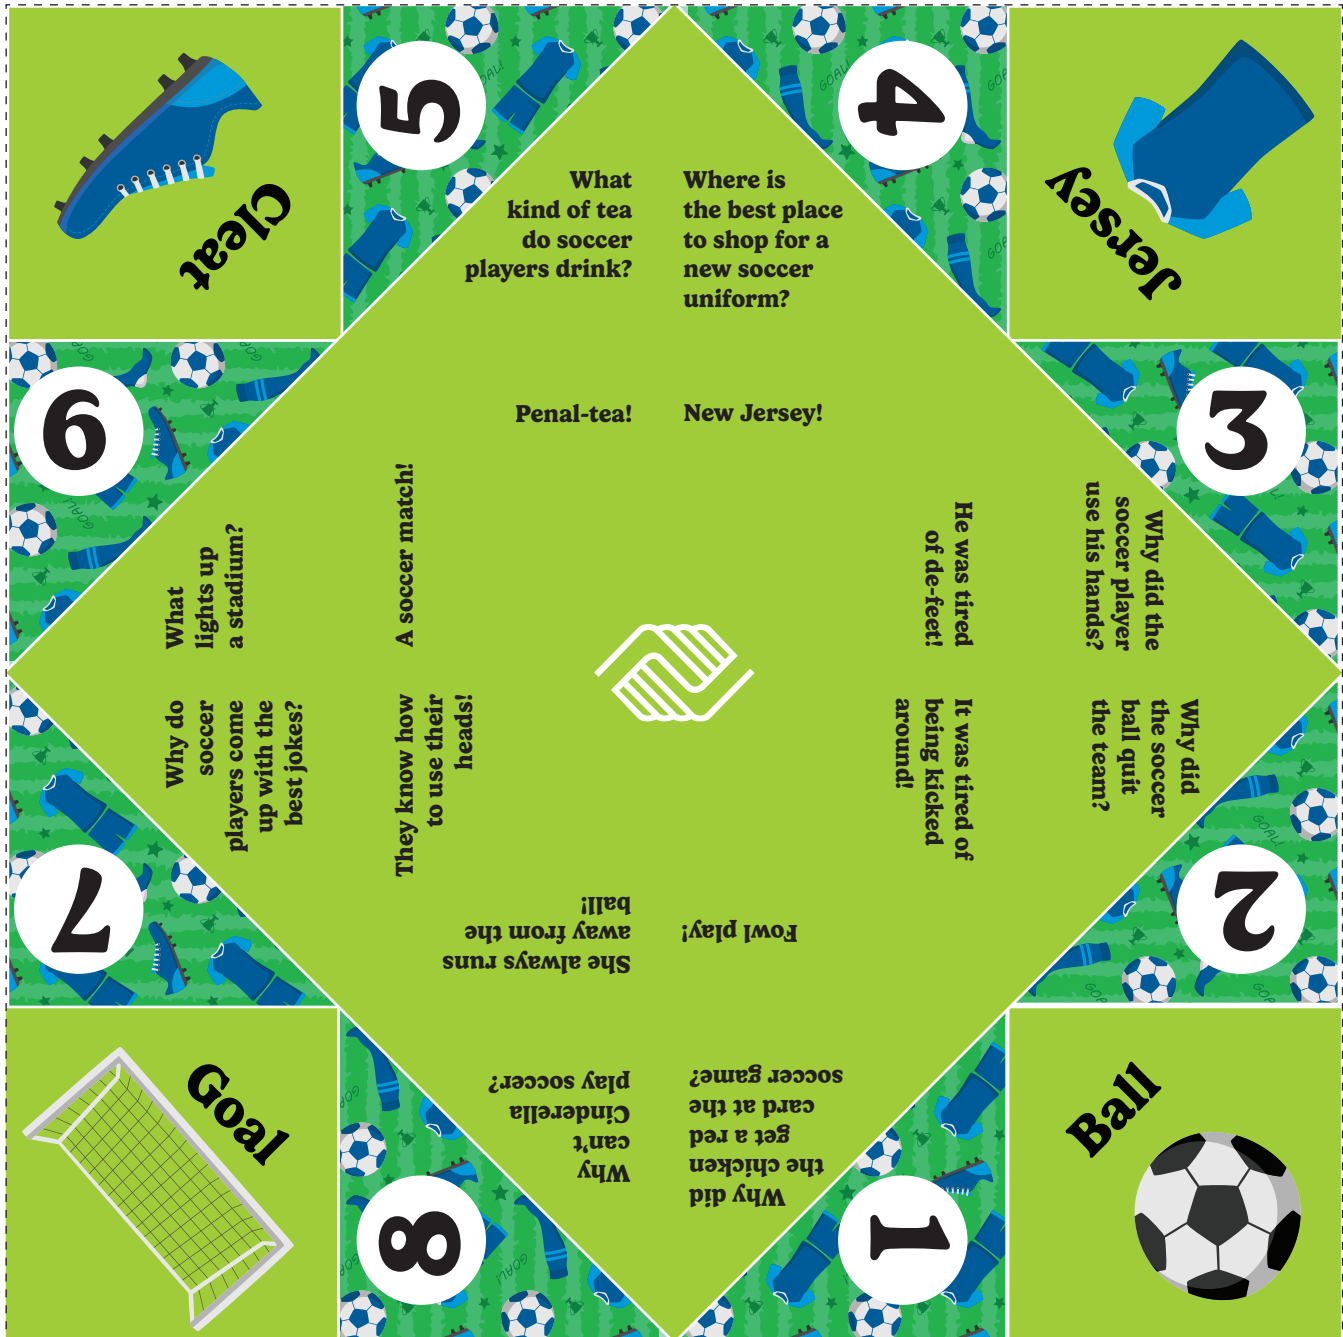 Cleat
5
4
Jersey
What
kind of tea
do soccer
players drink?
Penal-tea!
Where is
the best place
to shop for a
new soccer
uniform?
New Jersey!
3
Why did the
soccer player
use his hands?
He was tired
of de-feet!
2
Why did
the soccer
ball quit
the team?
It was tired of
being kicked
around!
Ball
1
Why did
the chicken
get a red
card at the
soccer game?
Fowl play!
8
Why
can't
Cinderella
play soccer?
She always runs
away from the
ball!
Goal
7
Why do
soccer
players come
up with the
best jokes?
They know how
to use their
heads!
6
What
lights up
a stadium?
A soccer match!
GOAL!
GOAL!
GOAL!
GOAL!
GOAL!